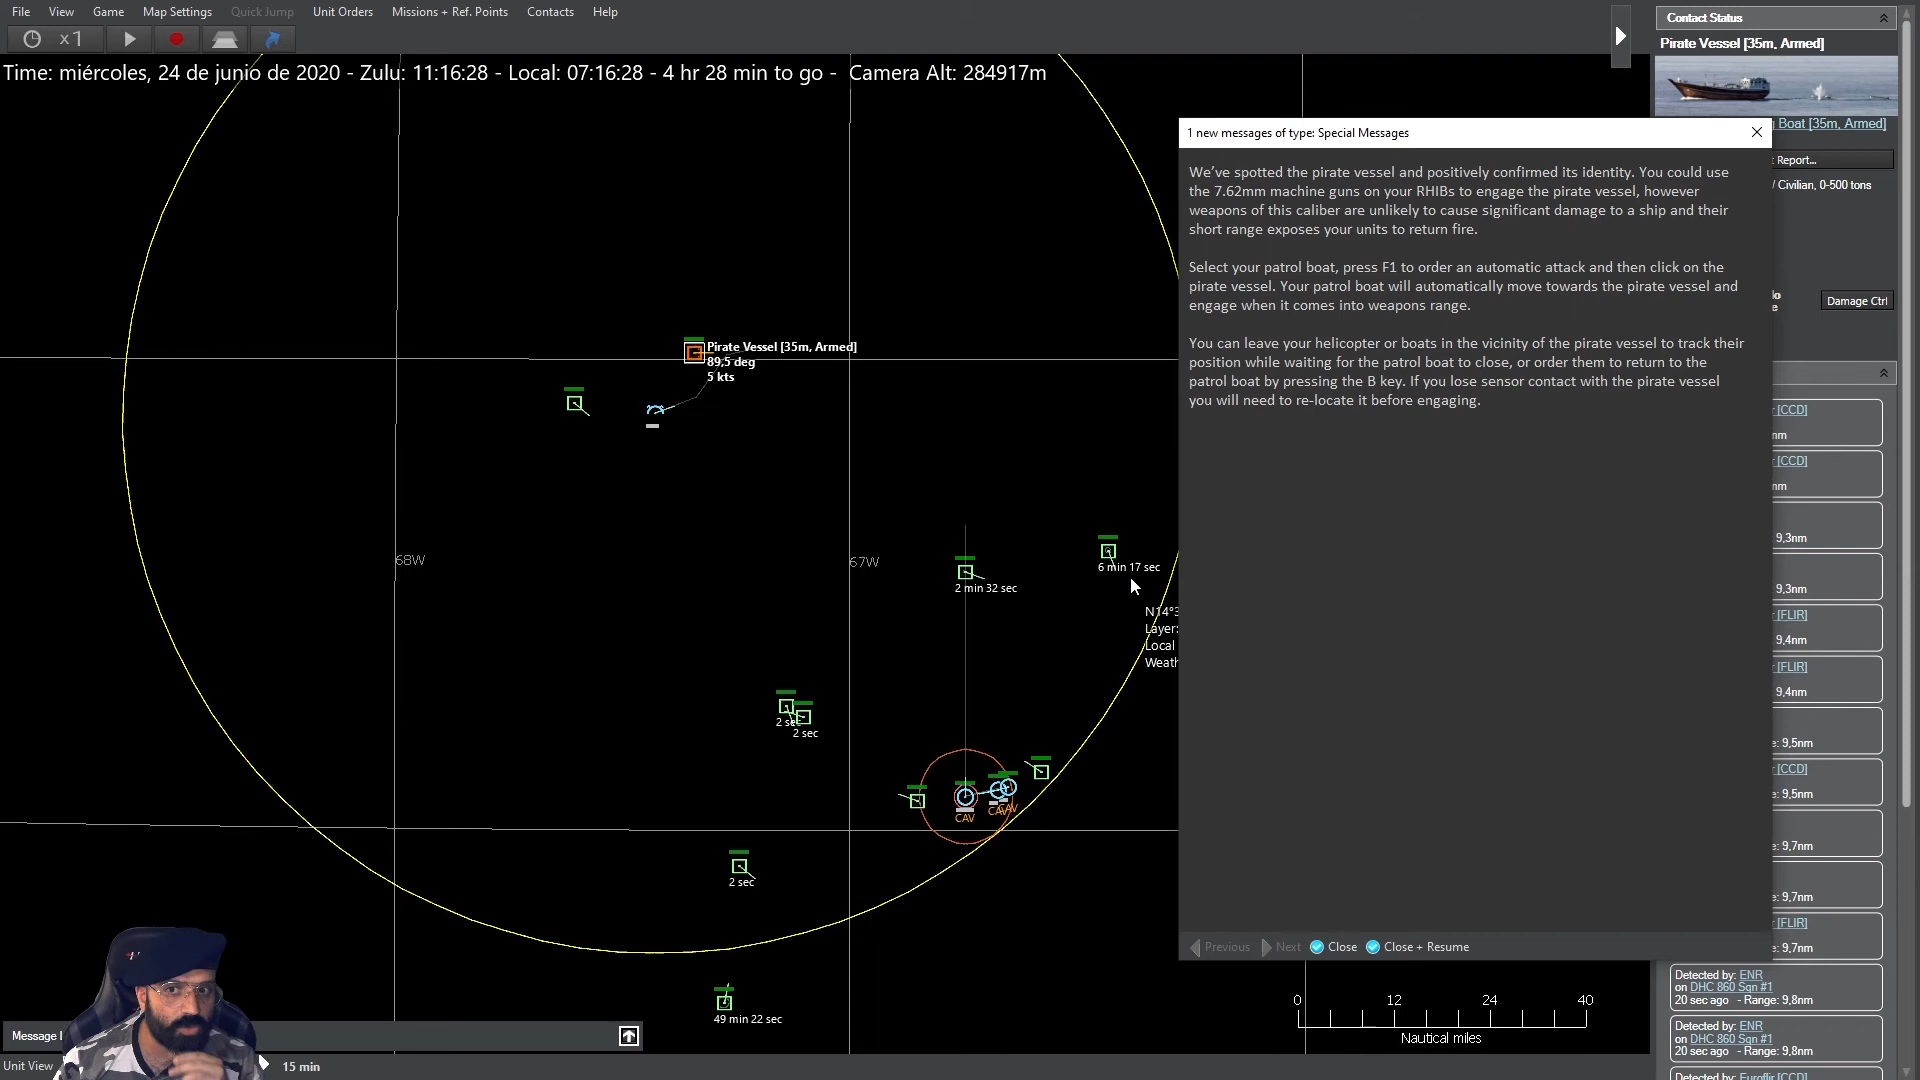 File View Game Map Settings Quick Jump Unit Orders Missions + Ref. Points Contacts Help
x1
Time: miércoles, 24 de junio de 2020 - Zulu: 11:16:28 - Local: 07:16:28 - 4 hr 28 min to go - Camera Alt: 284917m
Pirate Vessel [35m, Armed]
89,5 deg
5 kts
68W
67W
6 min 17 sec
2 min 32 sec
N14°3
Layer:
Local
Weath
2 sec
2 sec
CAV
CAV
CAV
2 sec
49 min 22 sec
0 12 24 40
Nautical miles
Message
Unit View
15 min
1 new messages of type: Special Messages
We've spotted the pirate vessel and positively confirmed its identity. You could use
the 7.62mm machine guns on your RHIBs to engage the pirate vessel, however
weapons of this caliber are unlikely to cause significant damage to a ship and their
short range exposes your units to return fire.
Select your patrol boat, press F1 to order an automatic attack and then click on the
pirate vessel. Your patrol boat will automatically move towards the pirate vessel and
engage when it comes into weapons range.
You can leave your helicopter or boats in the vicinity of the pirate vessel to track their
position while waiting for the patrol boat to close, or order them to return to the
patrol boat by pressing the B key. If you lose sensor contact with the pirate vessel
you will need to re-locate it before engaging.
Previous Next Close Close + Resume
Contact Status
Pirate Vessel [35m, Armed]
Boat [35m, Armed]
Report...
/ Civilian, 0-500 tons
Damage Ctrl
[CCD]
nm
[CCD]
nm
9,3nm
9,3nm
[FLIR]
9,4nm
[FLIR]
9,4nm
e: 9,5nm
[CCD]
e: 9,5nm
e: 9,7nm
e: 9,7nm
[FLIR]
e: 9,7nm
Detected by: ENR
on DHC 860 Sqn #1
20 sec ago - Range: 9,8nm
Detected by: ENR
on DHC 860 Sqn #1
20 sec ago - Range: 9,8nm
Detected by: Euroflir [CCD]